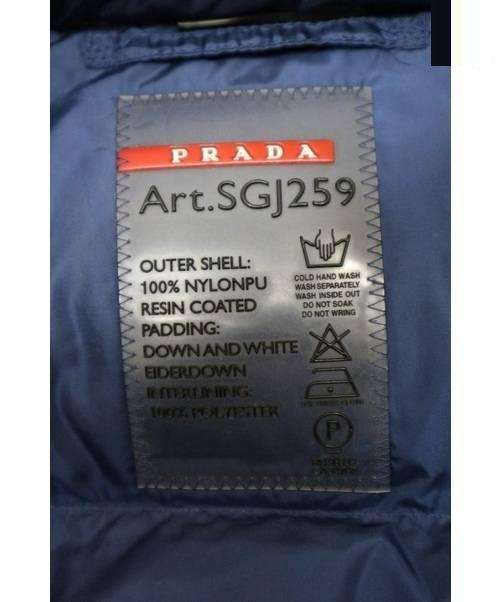 PRADA
Art.SGJ259
OUTER SHELL:
100% NYLONPU
RESIN COATED
PADDING:
DOWN AND WHITE
EIDERDOWN
INTERLINING:
100% POLYESTER
COLD HAND WASH
WASH SEPARATELY
WASH INSIDE OUT
DO NOT SOAK
DO NOT WRING
P